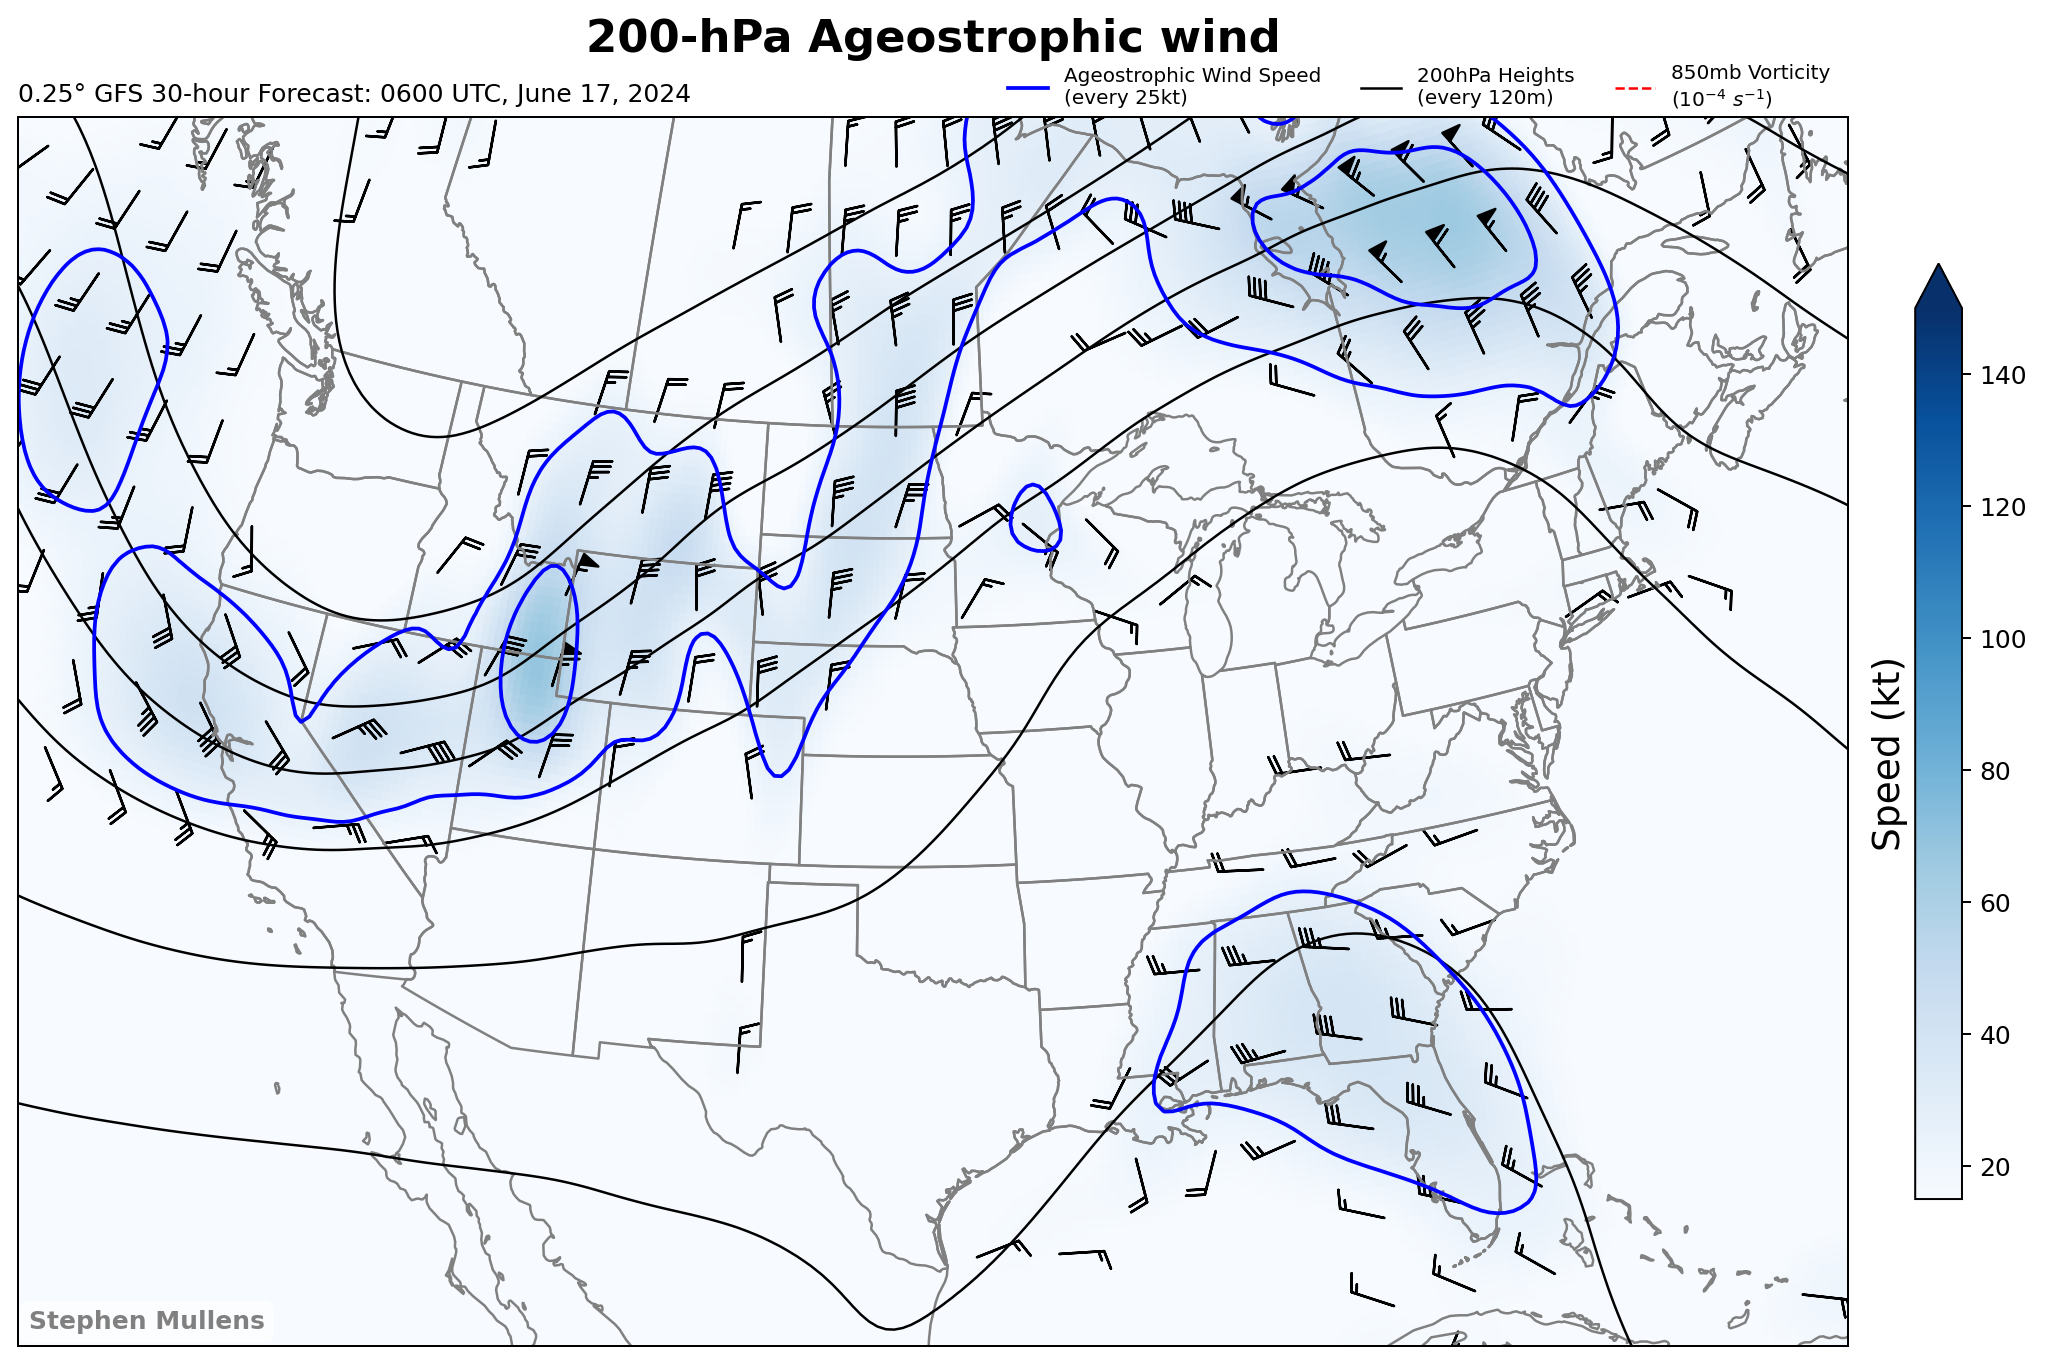 200-hPa Ageostrophic wind
0.25° GFS 30-hour Forecast: 0600 UTC, June 17, 2024
Ageostrophic Wind Speed
(every 25kt)
200hPa Heights
(every 120m)
850mb Vorticity
(10⁻⁴ s⁻¹)
140
120
100
80
60
40
20
Speed (kt)
Stephen Mullens